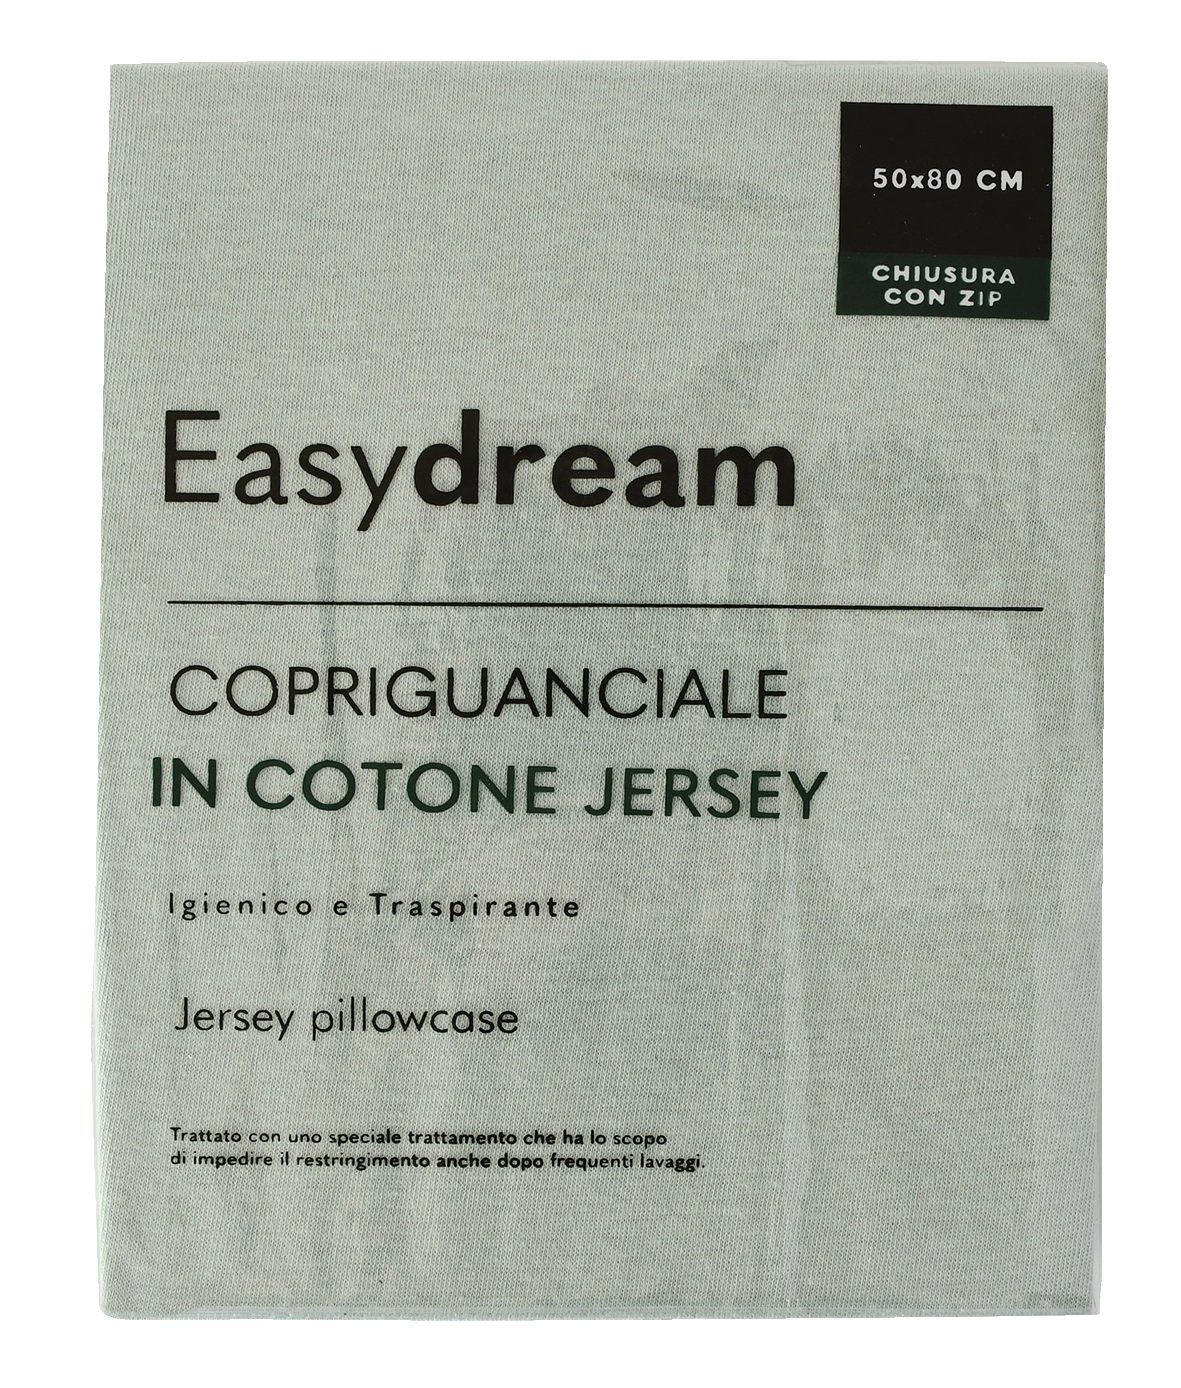 50x80 CM
CHIUSURA
CON ZIP
Easydream
COPRIGUANCIALE
IN COTONE JERSEY
Igienico e Traspirante
Jersey pillowcase
Trattato con uno speciale trattamento che ha lo scopo
di impedire il restringimento anche dopo frequenti lavaggi.